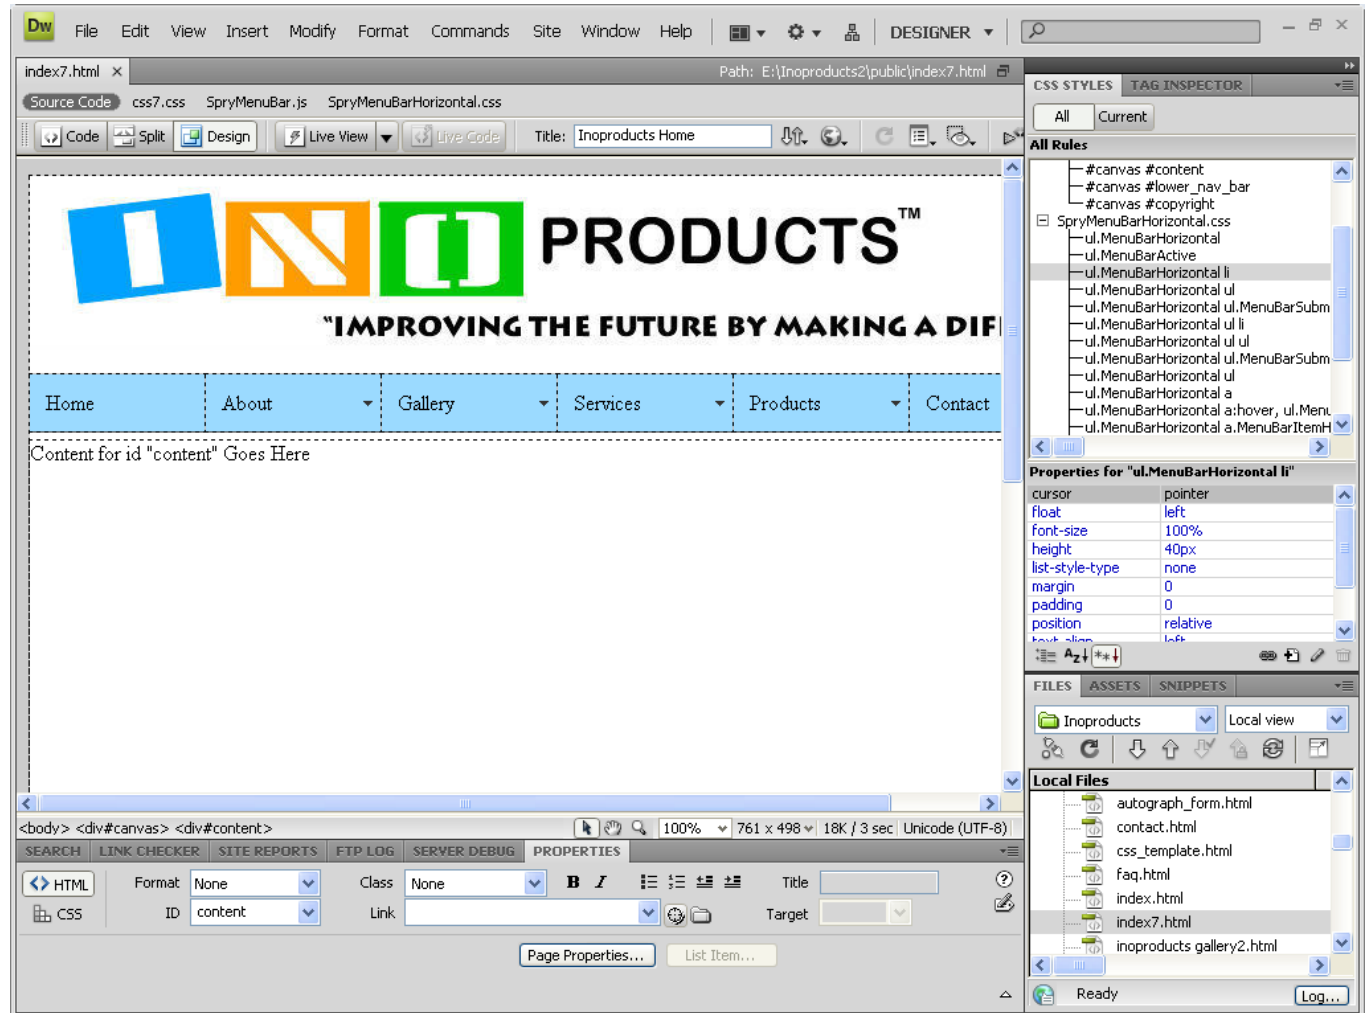 Dw File Edit View Insert Modify Format Commands Site Window Help DESIGNER
index7.html × Path: E:\Inoproducts2\public\index7.html
Source Code css7.css SpryMenuBar.js SpryMenuBarHorizontal.css
Code Split Design Live View Live Code Title: Inoproducts Home
INO PRODUCTS™
"IMPROVING THE FUTURE BY MAKING A DIF
Home About Gallery Services Products Contact
Content for id "content" Goes Here
<body> <div#canvas> <div#content> 100% 761 x 498 18K / 3 sec Unicode (UTF-8)
SEARCH LINK CHECKER SITE REPORTS FTP LOG SERVER DEBUG PROPERTIES
HTML Format None Class None B I Title
CSS ID content Link Target
Page Properties... List Item...
CSS STYLES TAG INSPECTOR
All Current
All Rules
#canvas #content
#canvas #lower_nav_bar
#canvas #copyright
SpryMenuBarHorizontal.css
ul.MenuBarHorizontal
ul.MenuBarActive
ul.MenuBarHorizontal li
ul.MenuBarHorizontal ul
ul.MenuBarHorizontal ul.MenuBarSubm
ul.MenuBarHorizontal ul li
ul.MenuBarHorizontal ul ul
ul.MenuBarHorizontal ul.MenuBarSubm
ul.MenuBarHorizontal ul
ul.MenuBarHorizontal a
ul.MenuBarHorizontal a:hover, ul.Menu
ul.MenuBarHorizontal a.MenuBarItemH
Properties for "ul.MenuBarHorizontal li"
cursor pointer
float left
font-size 100%
height 40px
list-style-type none
margin 0
padding 0
position relative
text-align left
FILES ASSETS SNIPPETS
Inoproducts Local view
Local Files
autograph_form.html
contact.html
css_template.html
faq.html
index.html
index7.html
inoproducts gallery2.html
Ready Log...